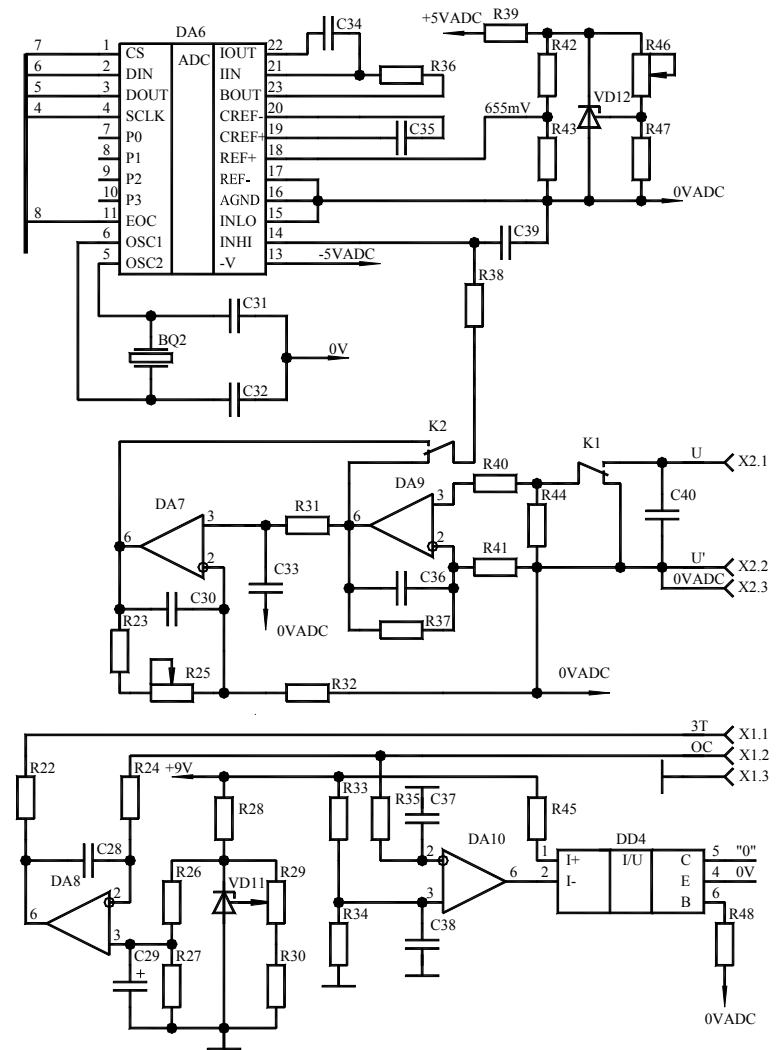 DA6
C34
+5VADC R39
7 1 CS ADC IOUT 22 R42 R46
6 2 DIN IIN 21 R36
5 3 DOUT BOUT 23 VD12
4 4 SCLK CREF- 20 655mV
7 P0 CREF+ 19 C35 R43 R47
8 P1 REF+ 18
9 P2 REF- 17
10 P3 AGND 16 0VADC
8 11 EOC INLO 15
6 OSC1 INHI 14 C39
5 OSC2 -V 13 -5VADC
R38
C31
BQ2
0V
C32
K2 K1
U X2.1
R40
DA9
R44 C40
DA7 R31 3
3 6
6 2 R41 U' X2.2
2 C33 C36 0VADC X2.3
R23 C30
0VADC R37
R25 R32 0VADC
3T X1.1
OC X1.2
R22 R24 +9V X1.3
R33 R35 C37 R45
R28
C28 DA10 DD4
DA8 R26 R29 1 I+ I/U C 5 "0"
2 VD11 2 6 2 I- E 4 0V
6 3 B 6
3 R48
C29 R27 R30 R34 C38
+
0VADC